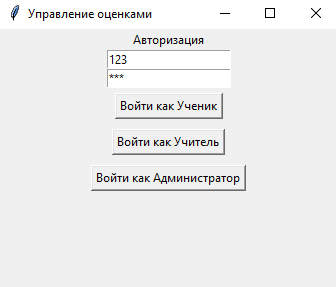 Управление оценками
Авторизация
123
***
Войти как Ученик
Войти как Учитель
Войти как Администратор